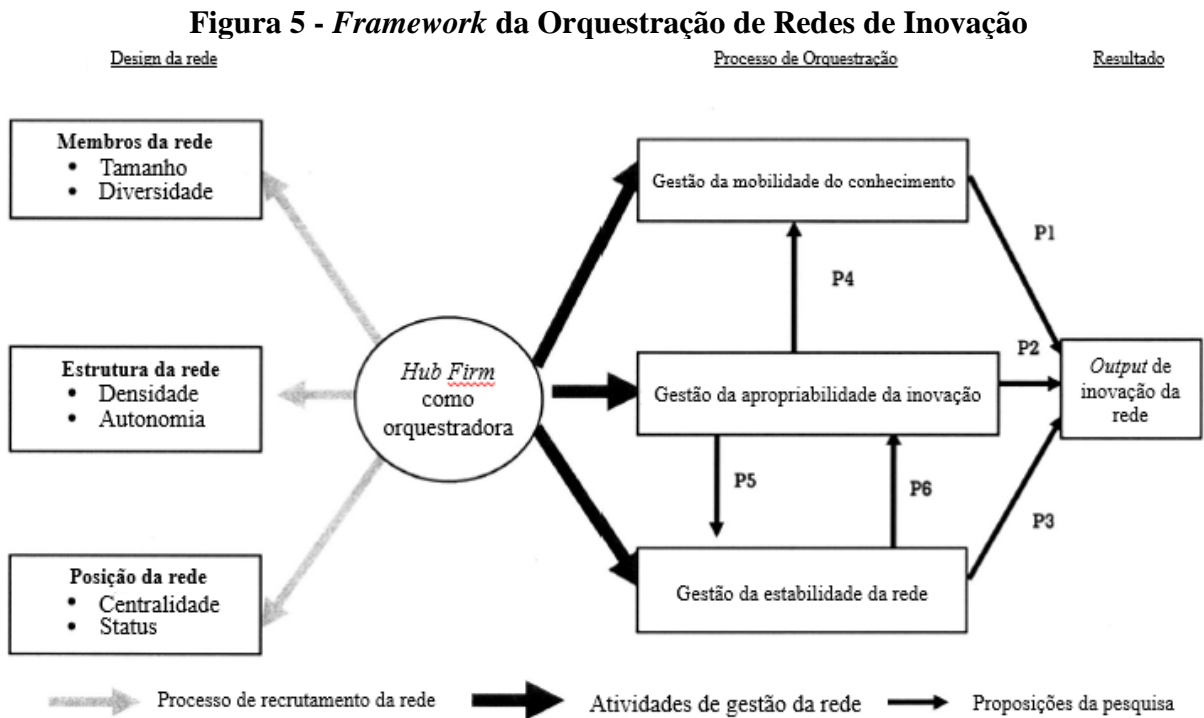 Figura 5 - Framework da Orquestração de Redes de Inovação
Design da rede
Processo de Orquestração
Resultado
Membros da rede
• Tamanho
• Diversidade
Estrutura da rede
• Densidade
• Autonomia
Posição da rede
• Centralidade
• Status
Hub Firm
como
orquestradora
Gestão da mobilidade do conhecimento
P4
Gestão da apropriabilidade da inovação
P5
P6
Gestão da estabilidade da rede
P1
P2
P3
Output de
inovação da
rede
Processo de recrutamento da rede
Atividades de gestão da rede
Proposições da pesquisa